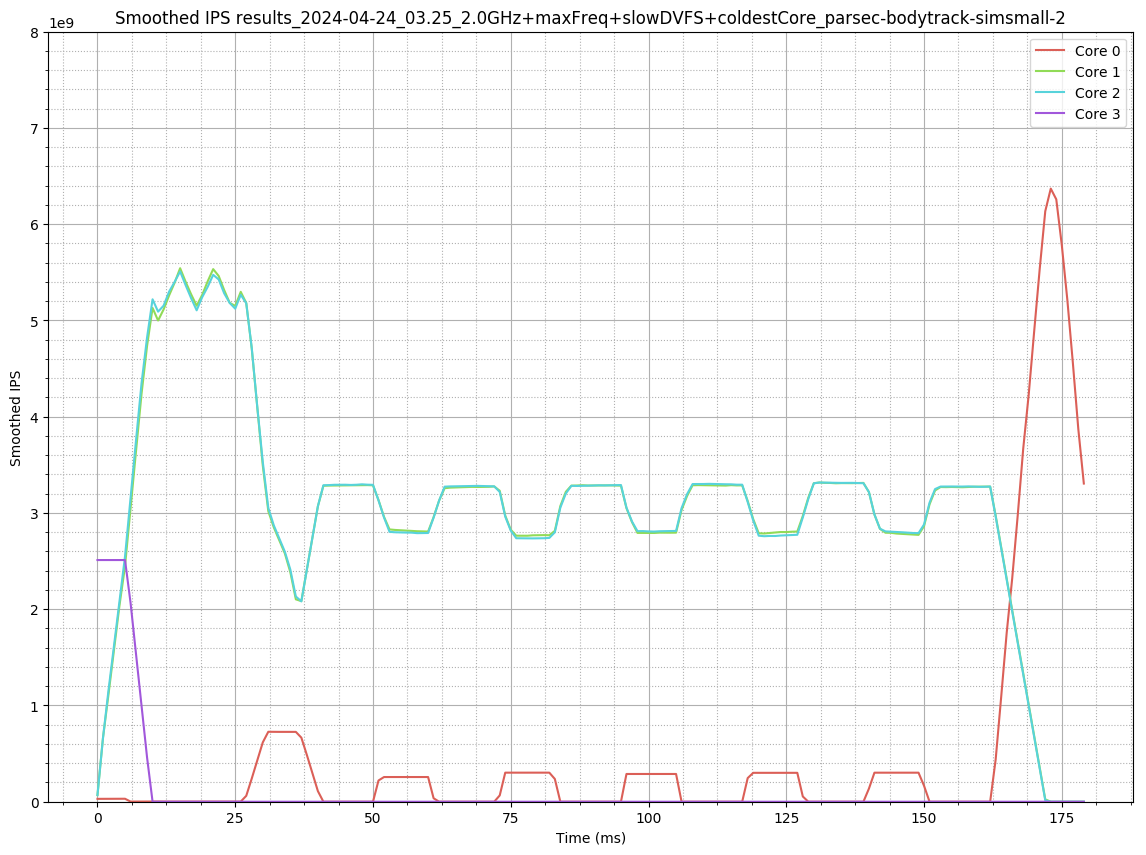 Smoothed IPS results_2024-04-24_03.25_2.0GHz+maxFreq+slowDVFS+coldestCore_parsec-bodytrack-simsmall-2
1e9
8
7
6
5
4
3
2
1
0
Smoothed IPS
Core 0
Core 1
Core 2
Core 3
0
25
50
75
100
125
150
175
Time (ms)